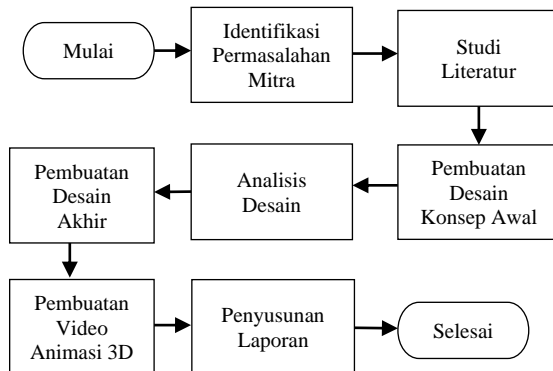 Mulai
Identifikasi
Permasalahan
Mitra
Studi
Literatur
Pembuatan
Desain
Konsep Awal
Analisis
Desain
Pembuatan
Desain
Akhir
Pembuatan
Video
Animasi 3D
Penyusunan
Laporan
Selesai